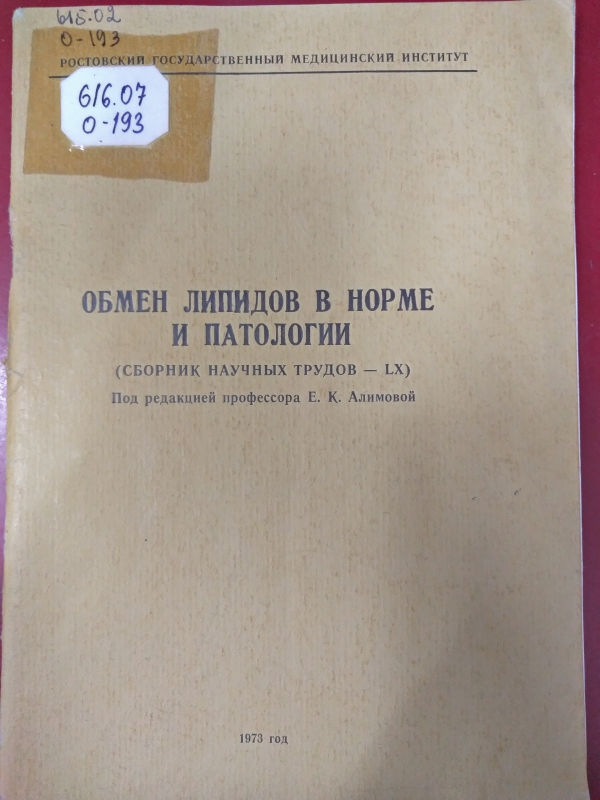 615.02
О-193
РОСТОВСКИЙ ГОСУДАРСТВЕННЫЙ МЕДИЦИНСКИЙ ИНСТИТУТ
616.07
О-193
ОБМЕН ЛИПИДОВ В НОРМЕ
И ПАТОЛОГИИ
(СБОРНИК НАУЧНЫХ ТРУДОВ — LX)
Под редакцией профессора Е. К. Алимовой
1973 год